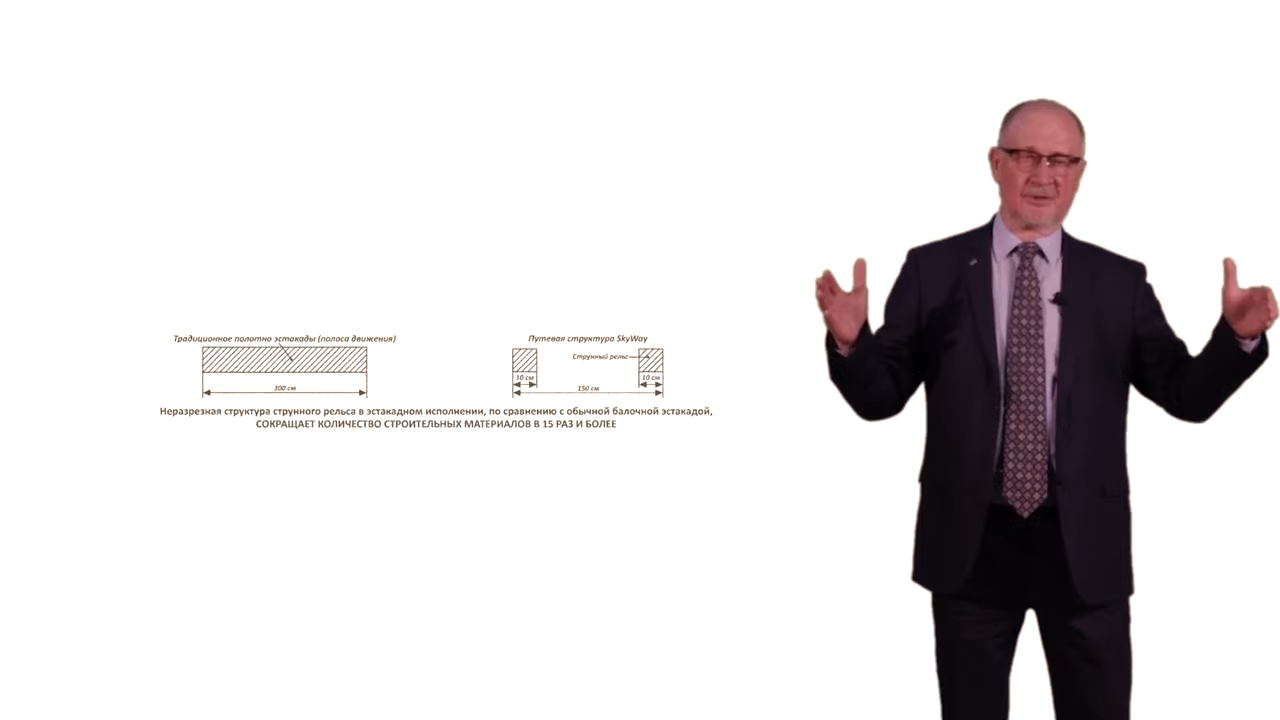 Традиционное полотно эстакады (полоса движения)
300 см
Путевая структура SkyWay
Струнный рельс
10 см
10 см
150 см
Неразрезная структура струнного рельса в эстакадном исполнении, по сравнению с обычной балочной эстакадой,
СОКРАЩАЕТ КОЛИЧЕСТВО СТРОИТЕЛЬНЫХ МАТЕРИАЛОВ В 15 РАЗ И БОЛЕЕ